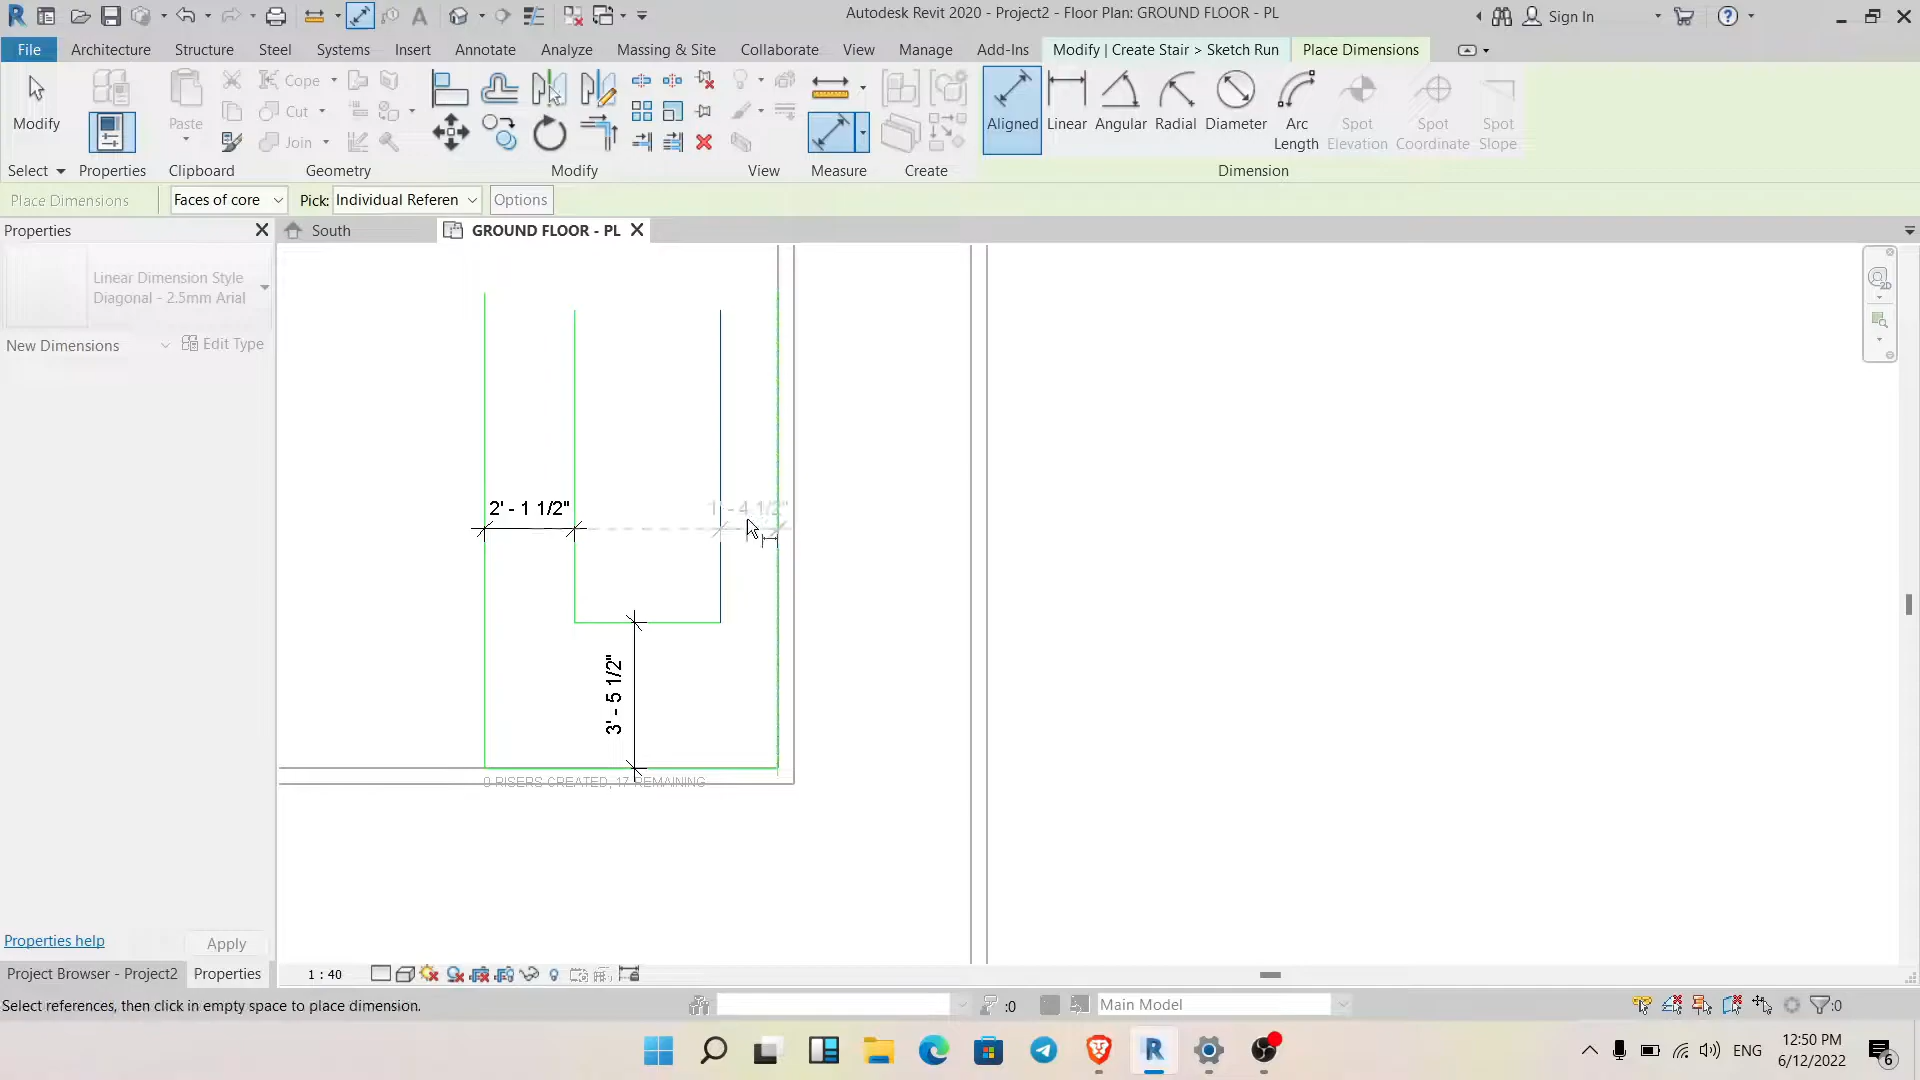 Autodesk Revit 2020 - Project2 - Floor Plan: GROUND FLOOR - PL
Sign In
File Architecture Structure Steel Systems Insert Annotate Analyze Massing & Site Collaborate View Manage Add-Ins Modify | Create Stair > Sketch Run Place Dimensions
Modify
Paste
Cope
Cut
Join
Aligned Linear Angular Radial Diameter Arc Length Spot Elevation Spot Coordinate Spot Slope
Select Properties Clipboard Geometry Modify View Measure Create Dimension
Place Dimensions Faces of core Pick: Individual Referen Options
Properties
South
GROUND FLOOR - PL
Linear Dimension Style
Diagonal - 2.5mm Arial
New Dimensions Edit Type
2D
2' - 1 1/2"
1' - 4 1/2"
3' - 5 1/2"
0 RISERS CREATED, 17 REMAINING
Properties help Apply
Project Browser - Project2 Properties
1 : 40
Select references, then click in empty space to place dimension.
:0
Main Model
:0
ENG
12:50 PM
6/12/2022
6